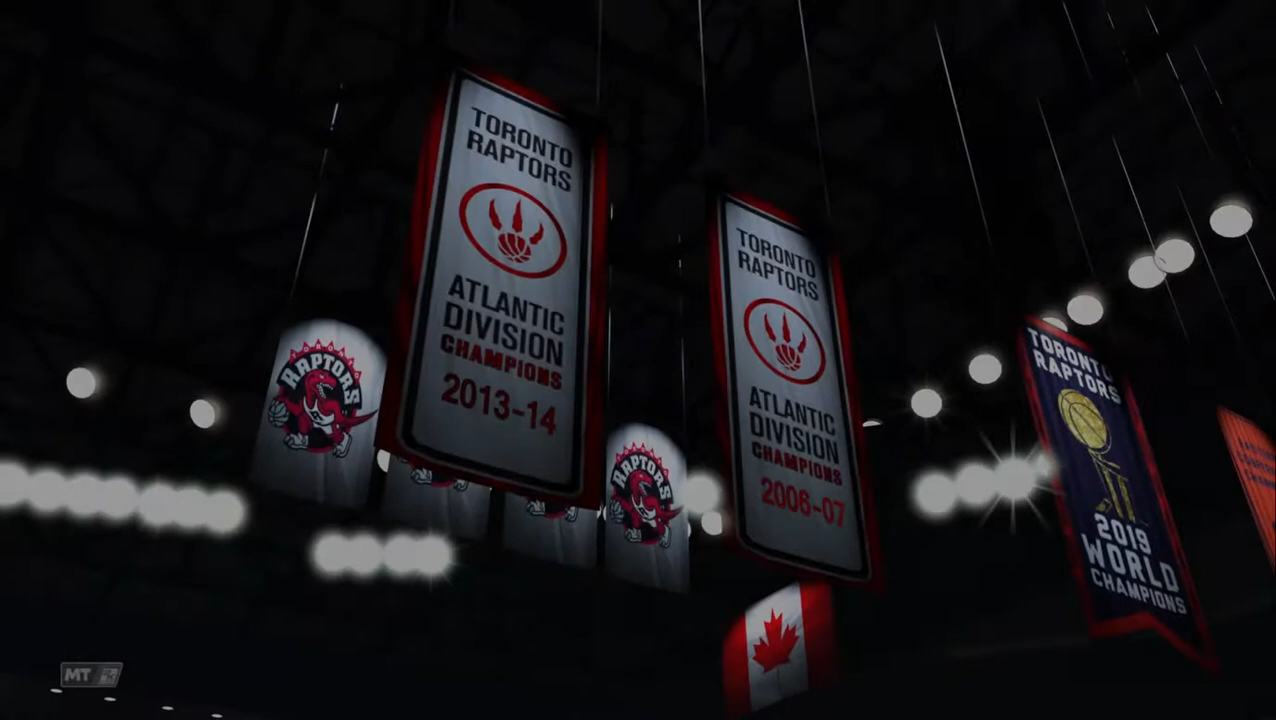 TORONTO
RAPTORS
ATLANTIC
DIVISION
CHAMPIONS
2013-14
TORONTO
RAPTORS
ATLANTIC
DIVISION
CHAMPIONS
2006-07
TORONTO
RAPTORS
2019
WORLD
CHAMPIONS
TORONTO
RAPTORS
RAPTORS
MT